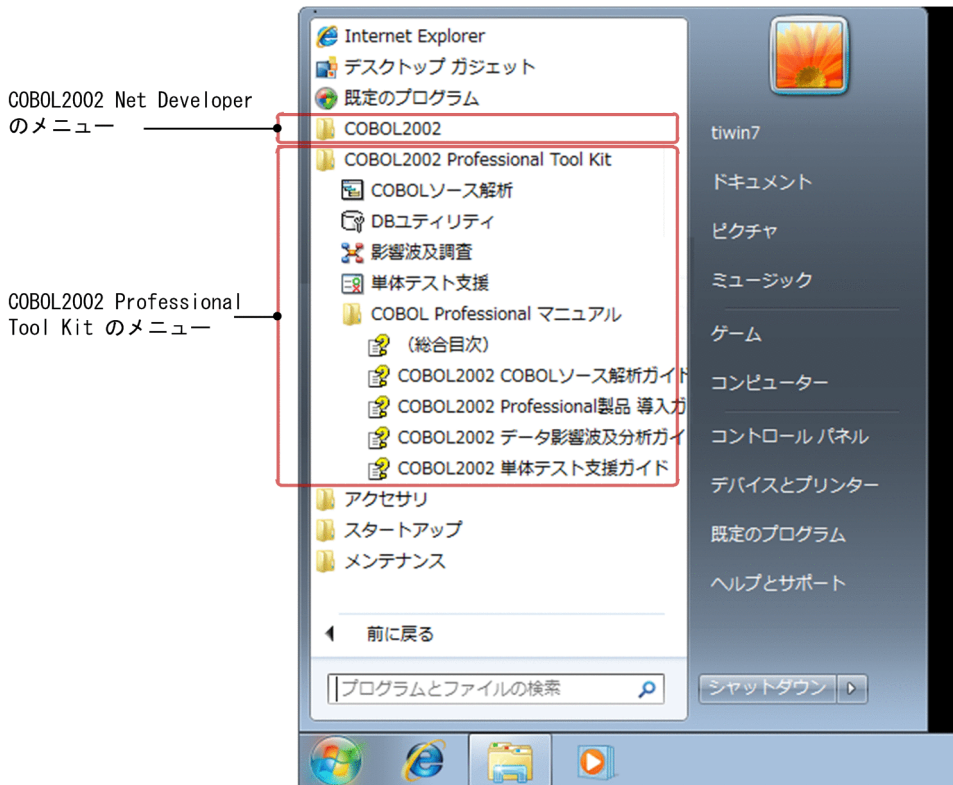 COBOL2002 Net Developer
のメニュー
COBOL2002 Professional
Tool Kit のメニュー
Internet Explorer
デスクトップ ガジェット
既定のプログラム
COBOL2002
COBOL2002 Professional Tool Kit
COBOLソース解析
DBユティリティ
影響波及調査
単体テスト支援
COBOL Professional マニュアル
(総合目次)
COBOL2002 COBOLソース解析ガイド
COBOL2002 Professional製品 導入ガ
COBOL2002 データ影響波及分析ガイ
COBOL2002 単体テスト支援ガイド
アクセサリ
スタートアップ
メンテナンス
前に戻る
プログラムとファイルの検索
tiwin7
ドキュメント
ピクチャ
ミュージック
ゲーム
コンピューター
コントロール パネル
デバイスとプリンター
既定のプログラム
ヘルプとサポート
シャットダウン